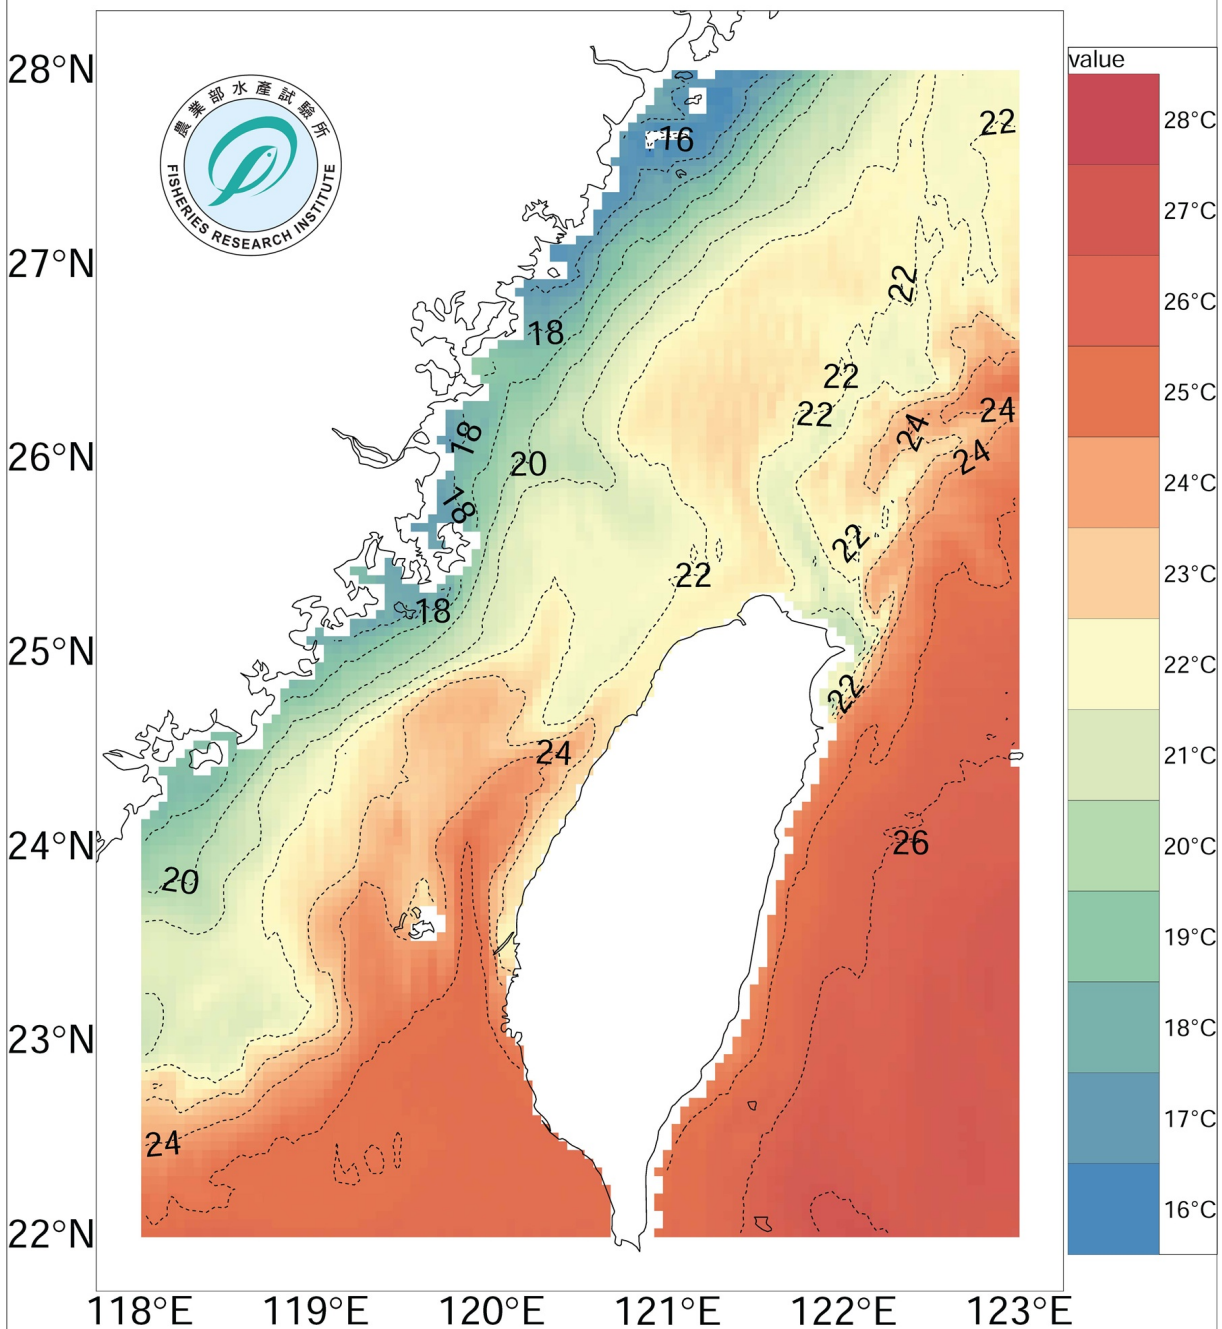 28°N
27°N
26°N
25°N
24°N
23°N
22°N
118°E 119°E 120°E 121°E 122°E 123°E
農業部水產試驗所
FISHERIES RESEARCH INSTITUTE
16
22
22
18
22
22
24
24
18
20
24
18
22
22
18
22
24
26
20
24
value
28°C
27°C
26°C
25°C
24°C
23°C
22°C
21°C
20°C
19°C
18°C
17°C
16°C